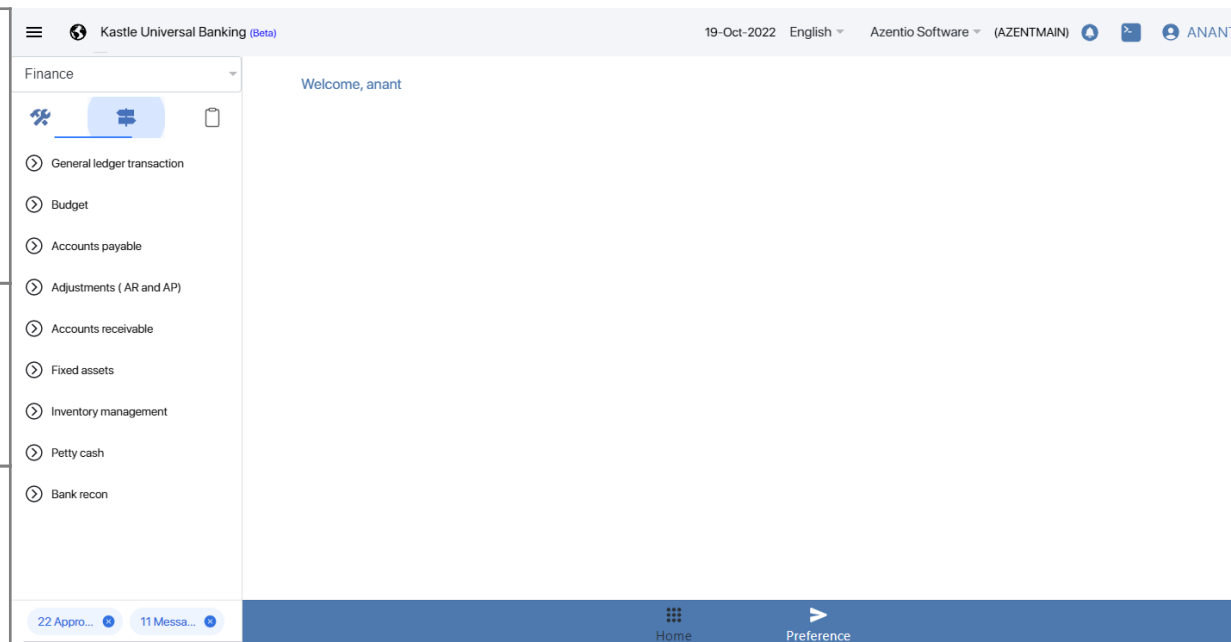 Kastle Universal Banking (Beta) 19-Oct-2022 English Azentio Software (AZENTMAIN) ANANT
Finance
Welcome, anant
General ledger transaction
Budget
Accounts payable
Adjustments ( AR and AP)
Accounts receivable
Fixed assets
Inventory management
Petty cash
Bank recon
22 Appro... 11 Messa...
Home Preference